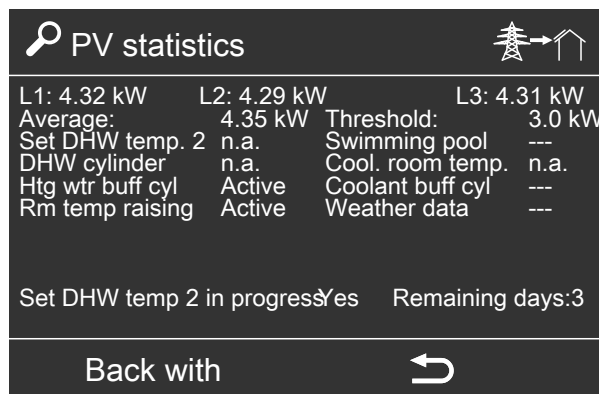 PV statistics
L1: 4.32 kW L2: 4.29 kW L3: 4.31 kW
Average: 4.35 kW Threshold: 3.0 kW
Set DHW temp. 2 n.a. Swimming pool ---
DHW cylinder n.a. Cool. room temp. n.a.
Htg wtr buff cyl Active Coolant buff cyl ---
Rm temp raising Active Weather data ---
Set DHW temp 2 in progress Yes Remaining days:3
Back with